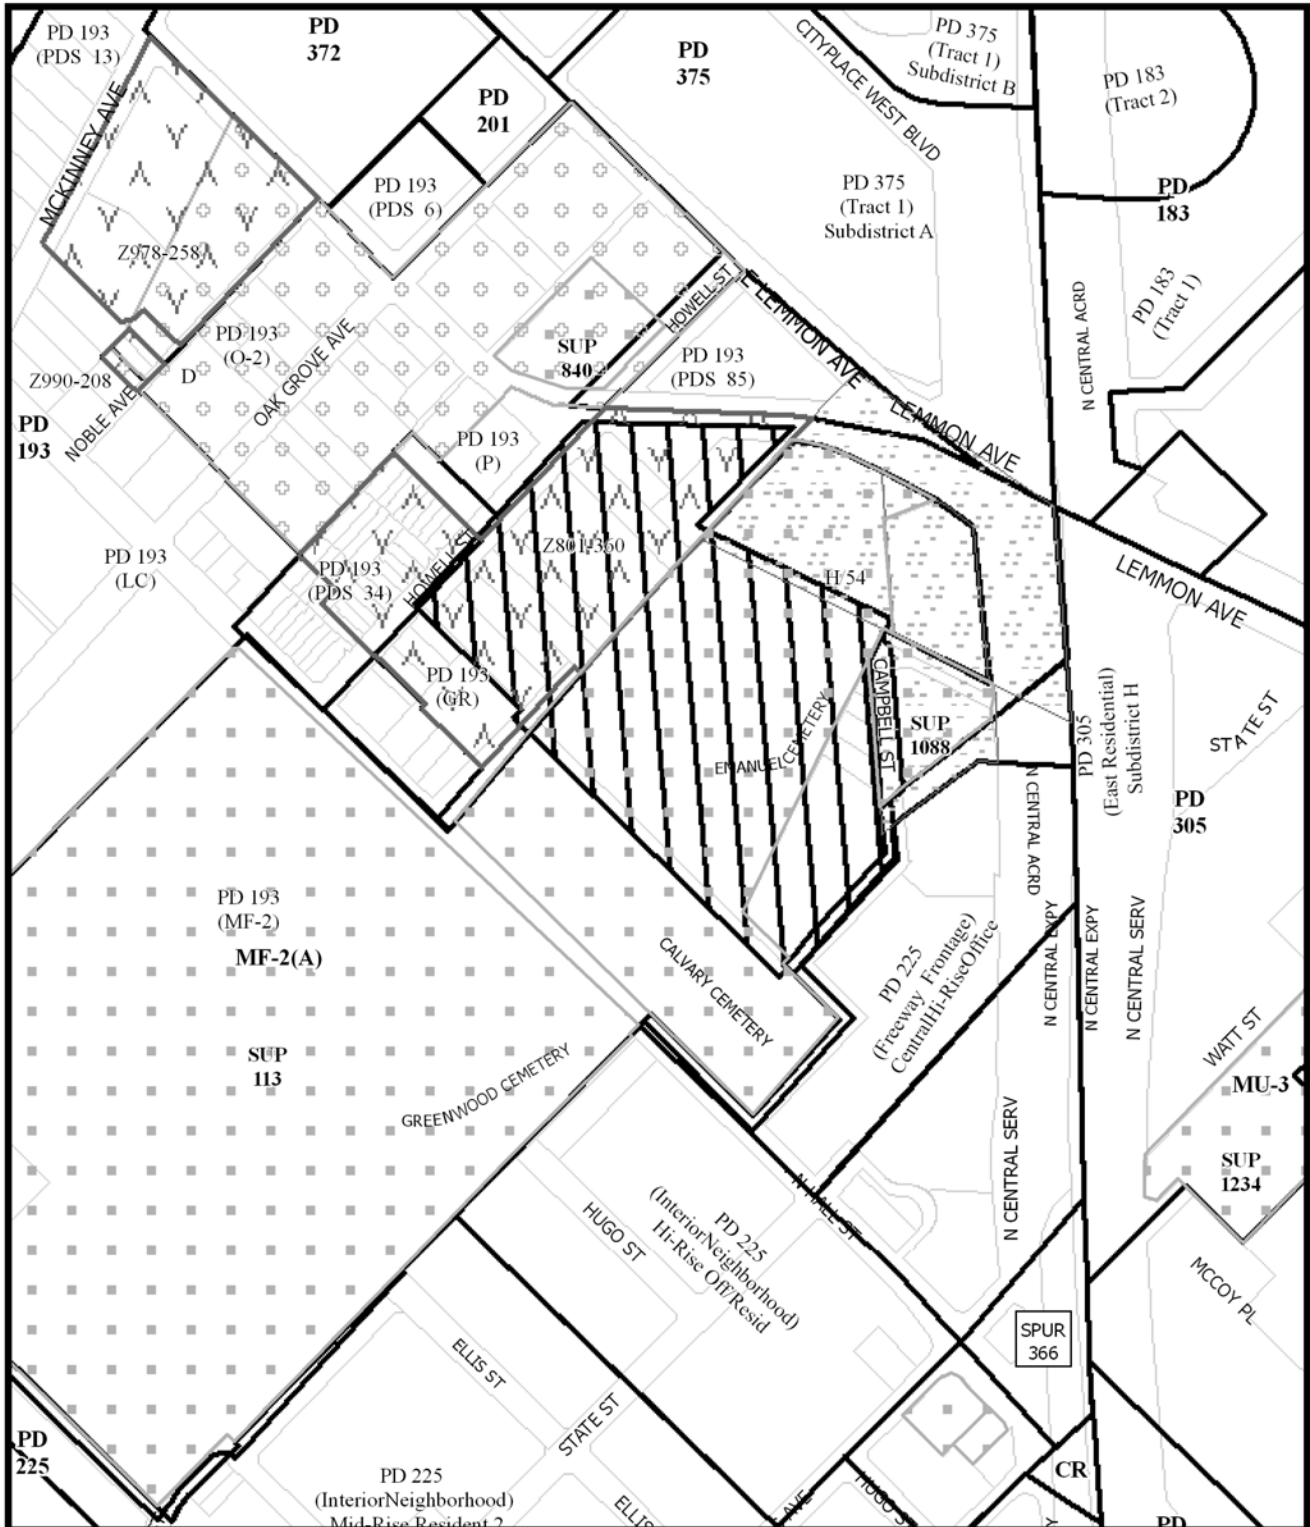 PD 193
(PDS 13)
PD
372
PD
375
PD 375
(Tract 1)
Subdistrict B
CITYPLACE WEST BLVD
PD 183
(Tract 2)
MCKINNEY AVE
PD
201
PD 193
(PDS 6)
PD 375
(Tract 1)
Subdistrict A
PD
183
Z978-258
HOWELL ST
E LEMMON AVE
N CENTRAL ACRD
PD 183
(Tract 1)
PD 193
(O-2)
OAK GROVE AVE
SUP
840
PD 193
(PDS 85)
Z990-208
D
NOBLE AVE
PD
193
LEMMON AVE
PD 193
(P)
PD 193
(LC)
PD 193
(PDS 34)
HOWELL ST
Z801-360
H/54
LEMMON AVE
PD 193
(GR)
EMANUEL CEMETERY
CAMPBELL ST
SUP
1088
PD 305
(East Residential)
Subdistrict H
STATE ST
N CENTRAL ACRD
PD
305
PD 193
(MF-2)
MF-2(A)
CALVARY CEMETERY
PD 225
(Freeway Frontage)
CentralHi-RiseOffice
N CENTRAL EXPY
N CENTRAL EXPY
N CENTRAL SERV
SUP
113
GREENWOOD CEMETERY
WATT ST
MU-3
N CENTRAL SERV
SUP
1234
N HALL ST
HUGO ST
PD 225
(InteriorNeighborhood)
Hi-Rise Off/Resid
MCCOY PL
SPUR
366
ELLIS ST
STATE ST
PD
225
PD 225
(InteriorNeighborhood)
Mid-Rise Resident 2
ELLIS
AVE
HUGO S
CR
Y
PD